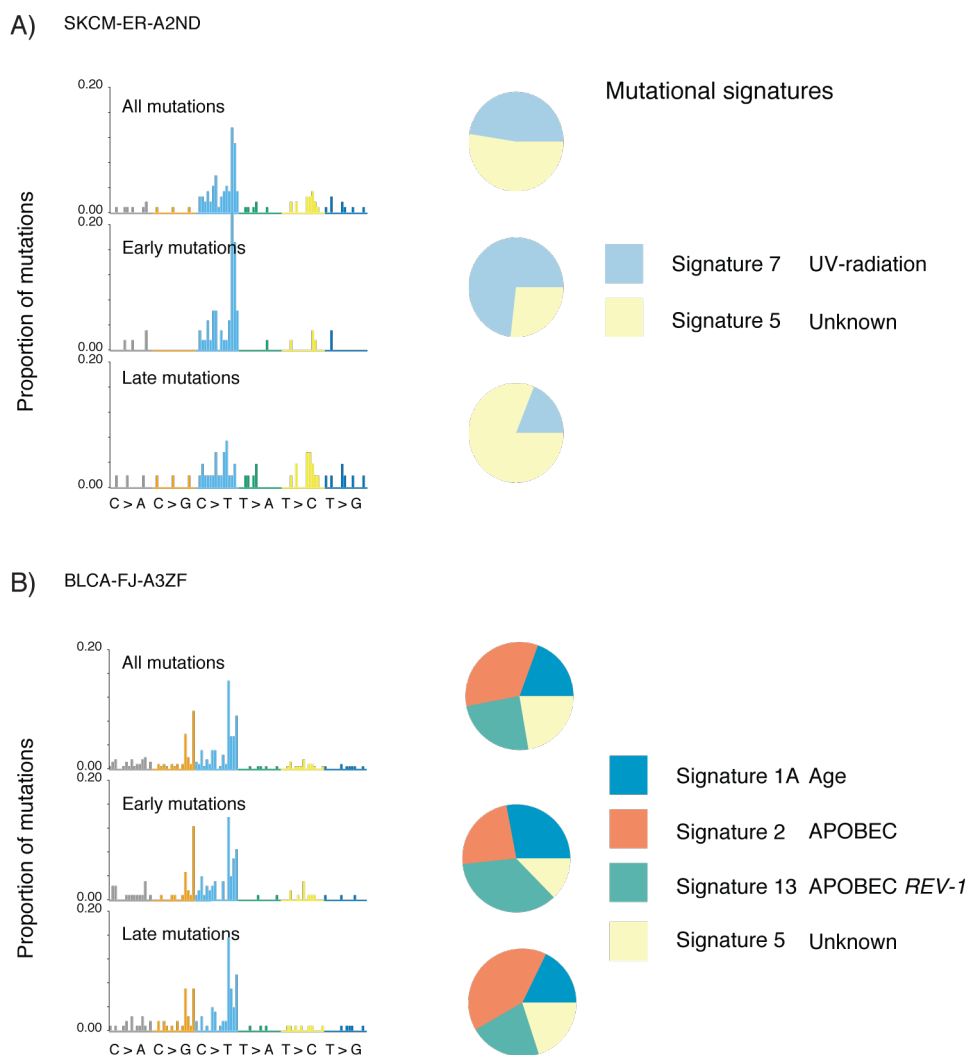 A) SKCM-ER-A2ND
Mutational signatures
Proportion of mutations
0.20
All mutations
0.00
0.20
Early mutations
0.00
0.20
Late mutations
0.00
C > A C > G C > T T > A T > C T > G
Signature 7 UV-radiation
Signature 5 Unknown
B) BLCA-FJ-A3ZF
Proportion of mutations
0.20
All mutations
0.00
0.20
Early mutations
0.00
0.20
Late mutations
0.00
C > A C > G C > T T > A T > C T > G
Signature 1A Age
Signature 2 APOBEC
Signature 13 APOBEC REV-1
Signature 5 Unknown